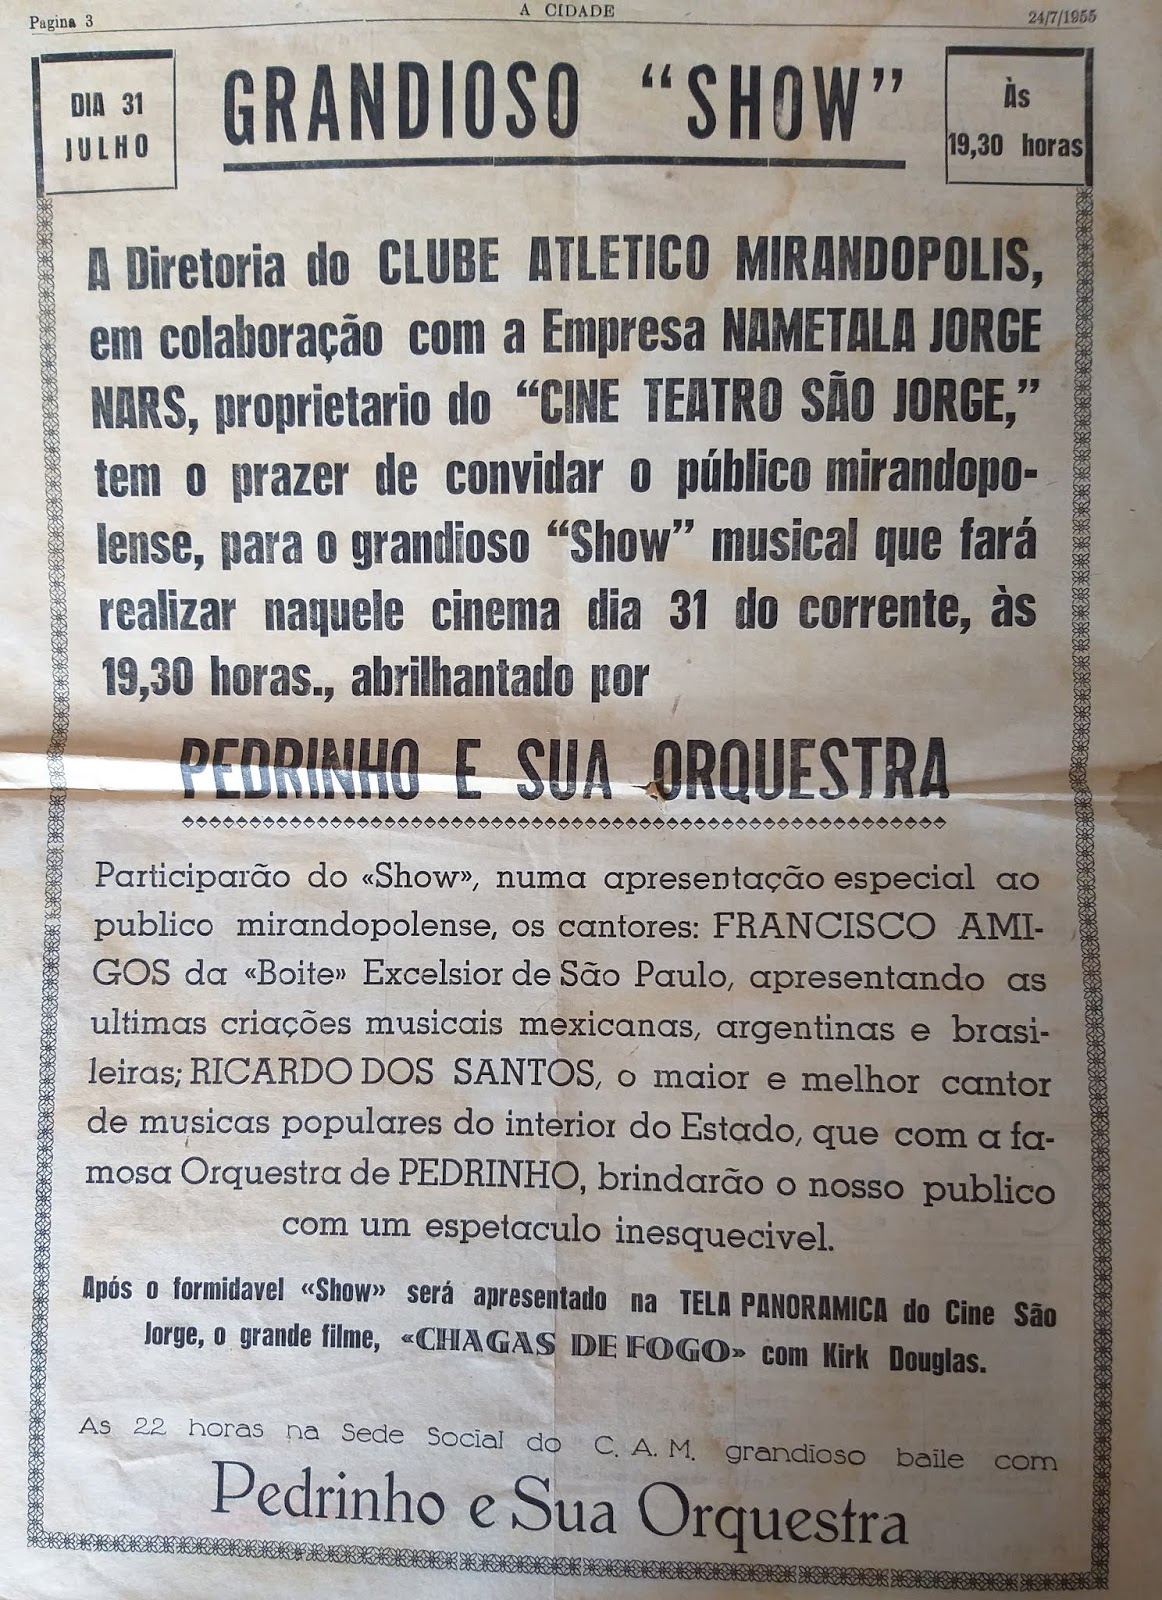 Pagina 3
A CIDADE
24/7/1955
DIA 31
JULHO
GRANDIOSO “SHOW”
Às
19,30 horas
A Diretoria do CLUBE ATLETICO MIRANDOPOLIS,
em colaboração com a Empresa NAMETALA JORGE
NARS, proprietario do “CINE TEATRO SÃO JORGE,”
tem o prazer de convidar o público mirandopo-
lense, para o grandioso “Show” musical que fará
realizar naquele cinema dia 31 do corrente, às
19,30 horas., abrilhantado por
PEDRINHO E SUA ORQUESTRA
Participarão do «Show», numa apresentação especial ao
publico mirandopolense, os cantores: FRANCISCO AMI-
GOS da «Boite» Excelsior de São Paulo, apresentando as
ultimas criações musicais mexicanas, argentinas e brasi-
leiras; RICARDO DOS SANTOS, o maior e melhor cantor
de musicas populares do interior do Estado, que com a fa-
mosa Orquestra de PEDRINHO, brindarão o nosso publico
com um espetaculo inesquecivel.
Após o formidavel «Show» será apresentado na TELA PANORAMICA do Cine São
Jorge, o grande filme, «CHAGAS DE FOGO» com Kirk Douglas.
As 22 horas na Sede Social do C. A. M. grandioso baile com
Pedrinho e Sua Orquestra